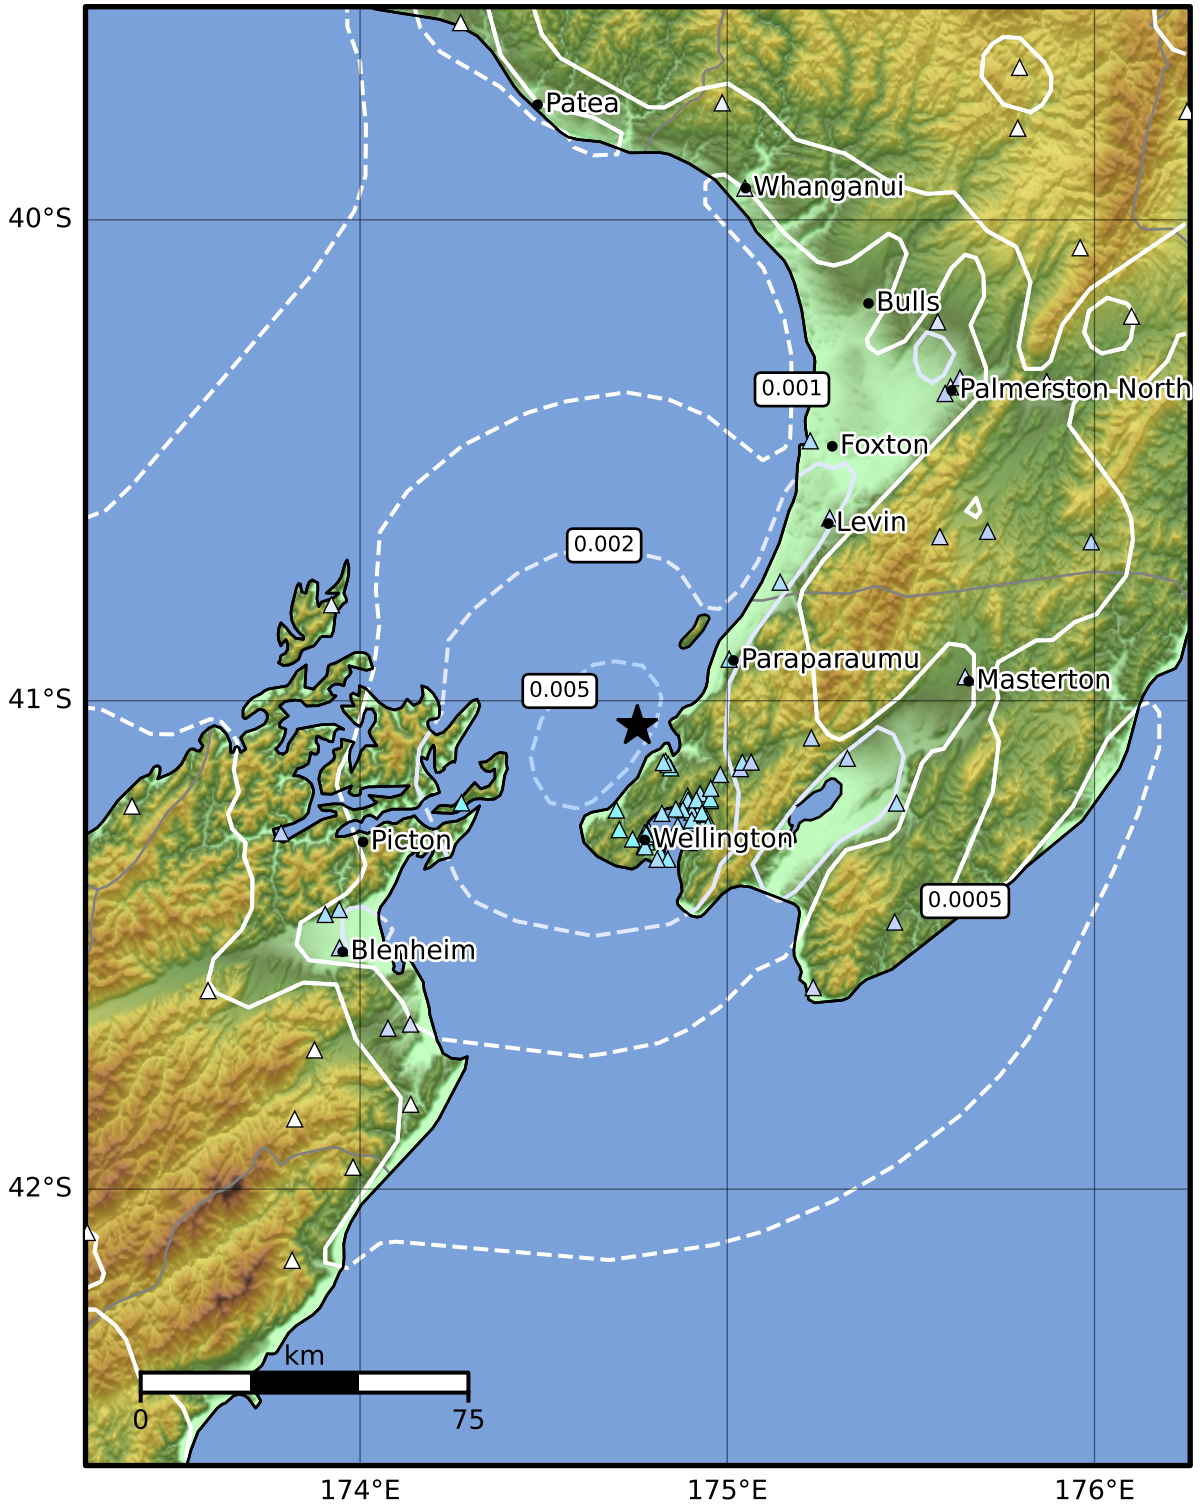 Patea
Whanganui
40°S
Bulls
0.001
Palmerston North
Foxton
Levin
0.002
Paraparaumu
Masterton
0.005
41°S
Wellington
Picton
0.0005
Blenheim
42°S
km
0
75
174°E
175°E
176°E